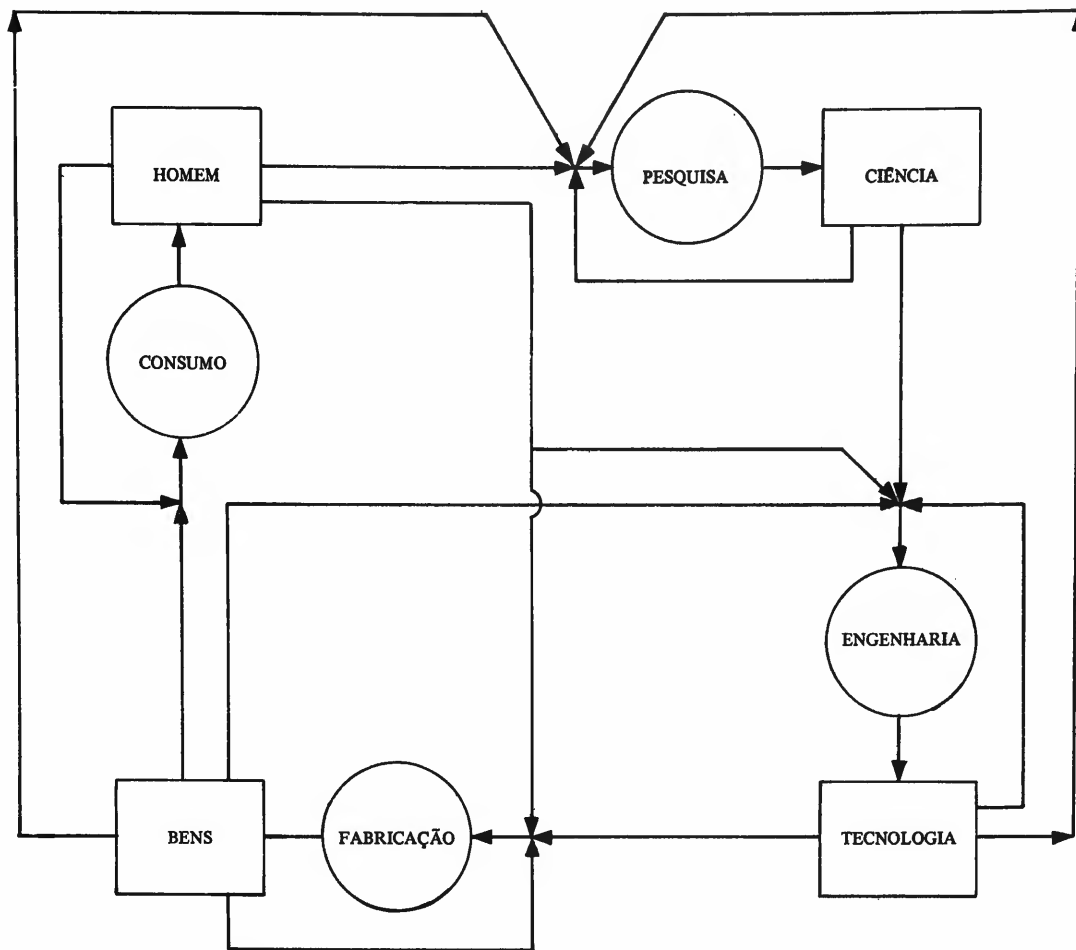 HOMEM
PESQUISA
CIÊNCIA
CONSUMO
ENGENHARIA
BENS
FABRICAÇÃO
TECNOLOGIA